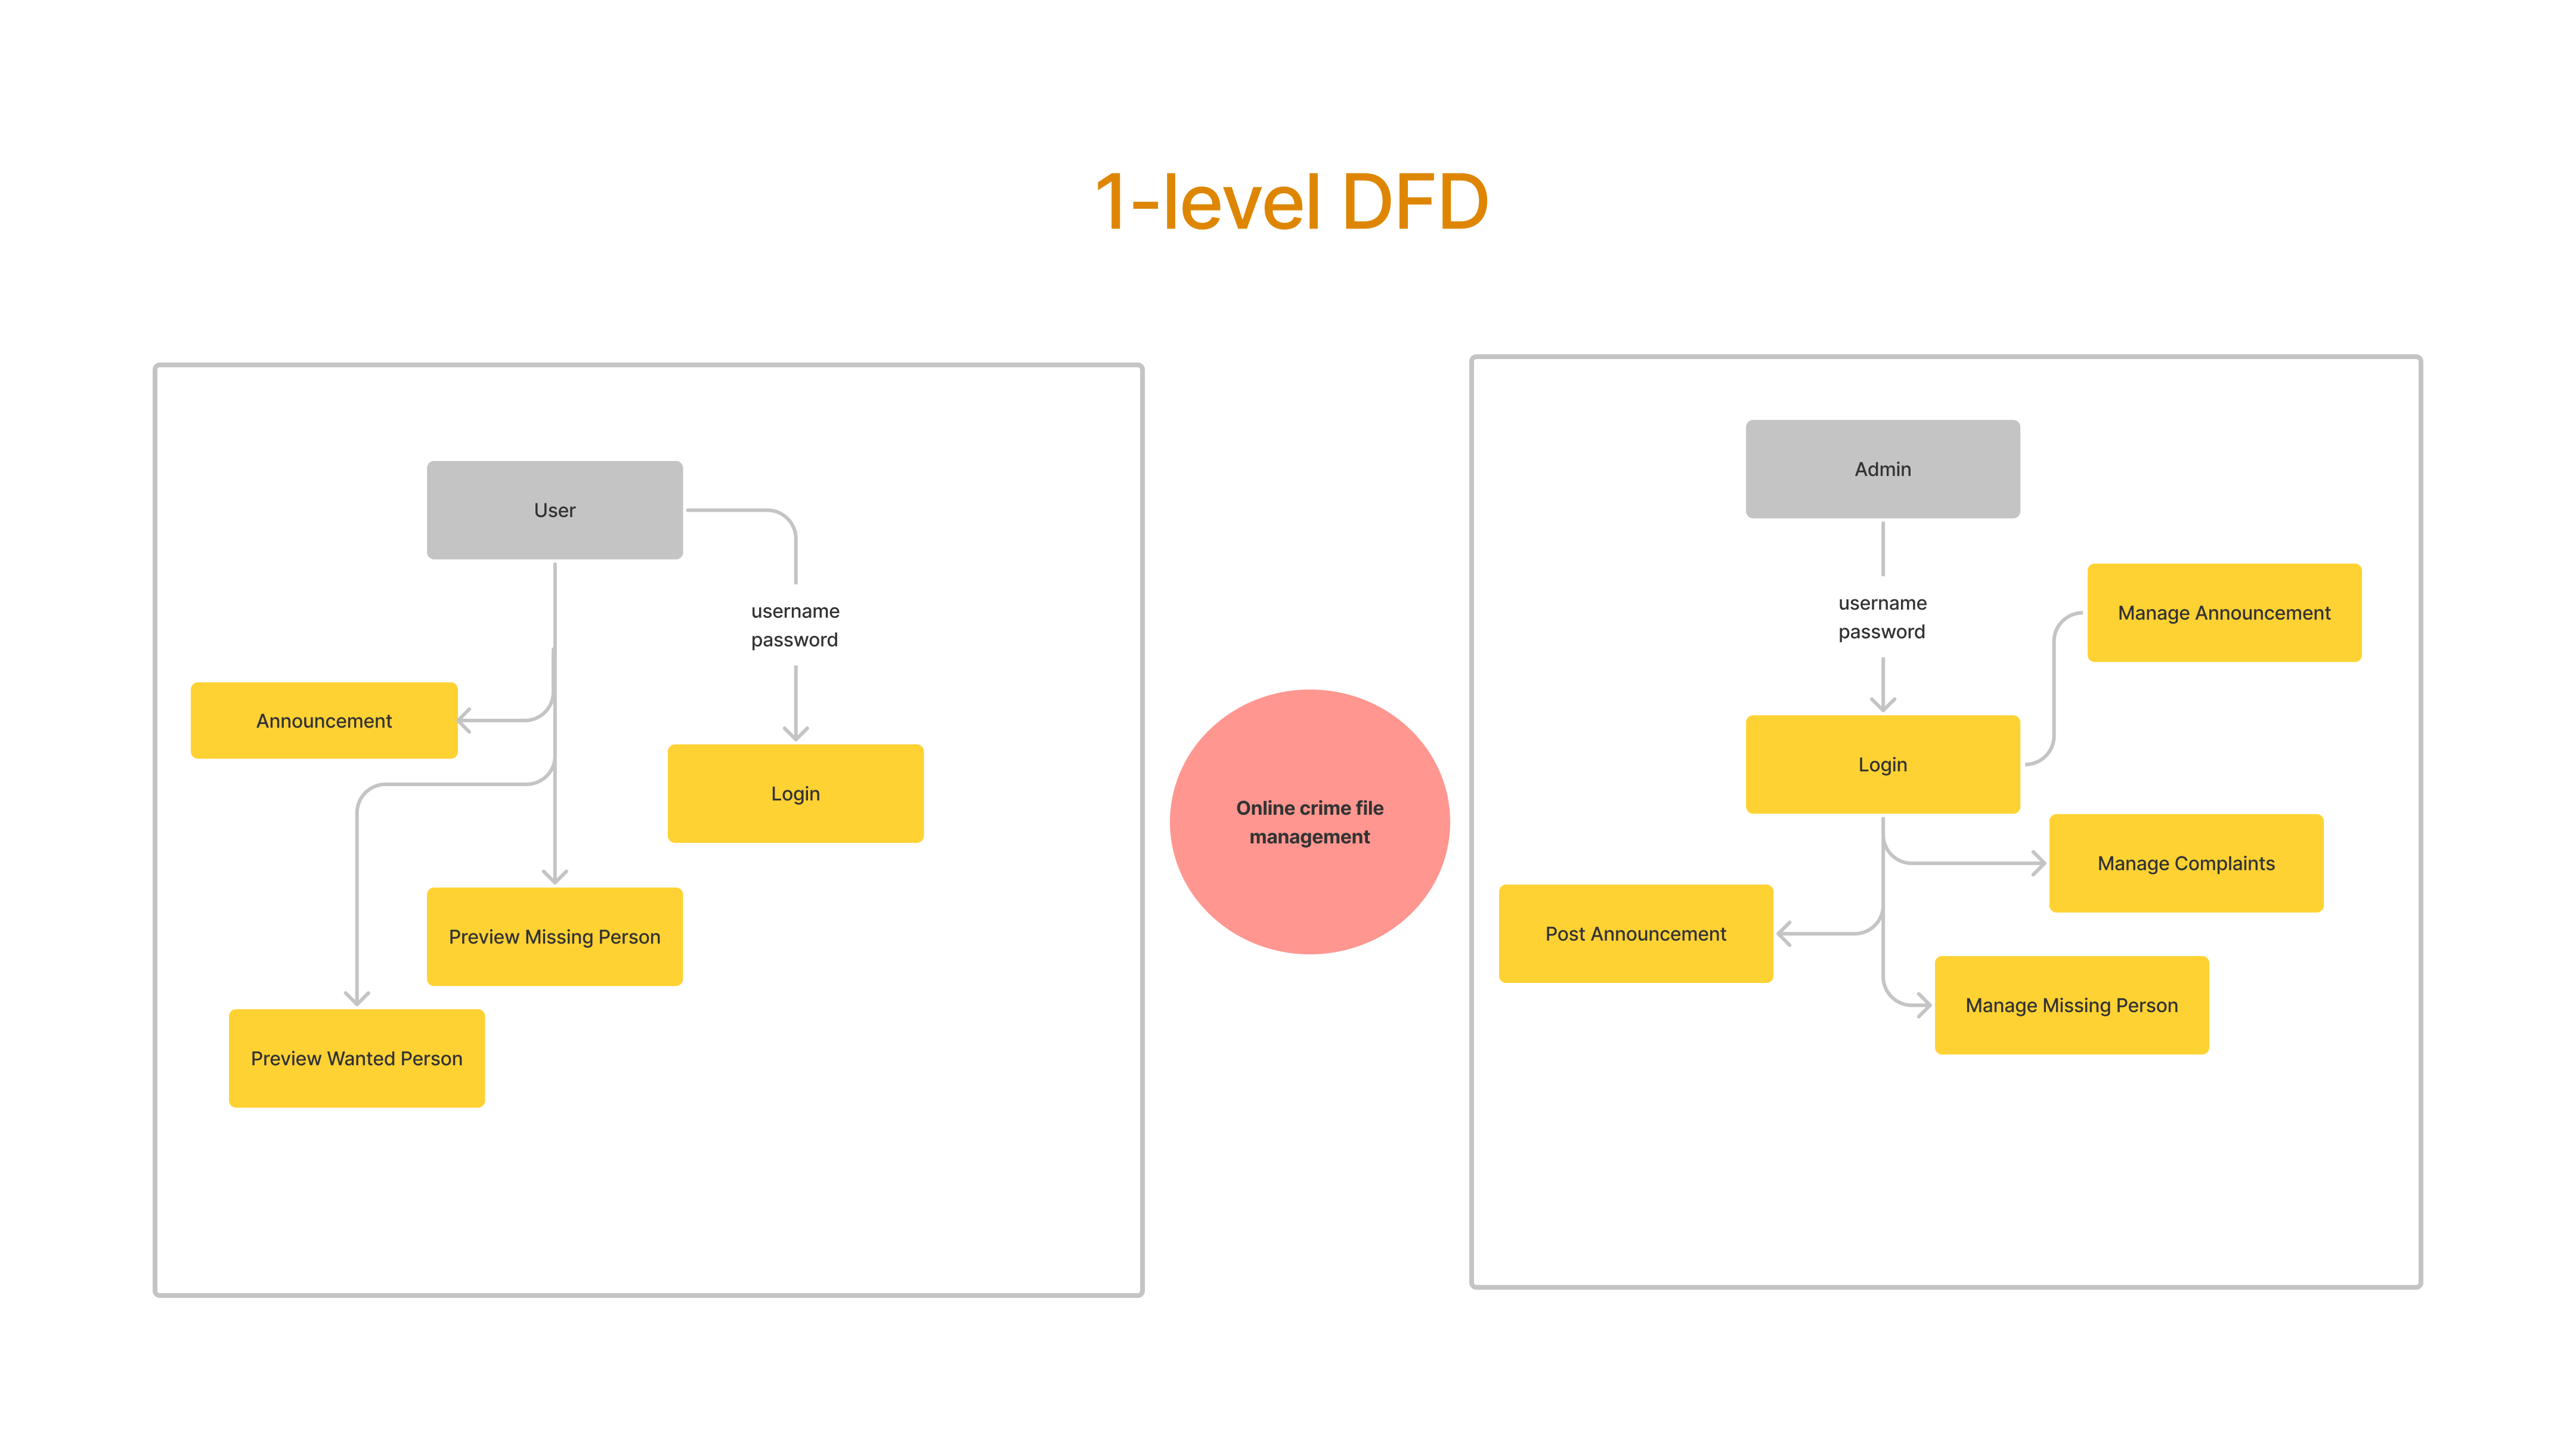 1-level DFD
User
username
password
Announcement
Login
Preview Missing Person
Preview Wanted Person
Online crime file
management
Admin
username
password
Manage Announcement
Login
Manage Complaints
Post Announcement
Manage Missing Person